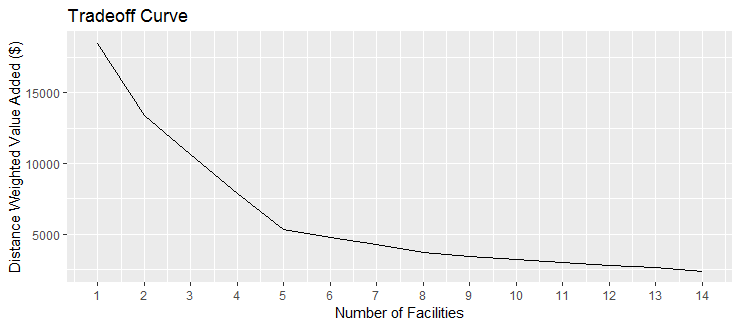 Tradeoff Curve
Distance Weighted Value Added ($)
15000
10000
5000
1 2 3 4 5 6 7 8 9 10 11 12 13 14
Number of Facilities